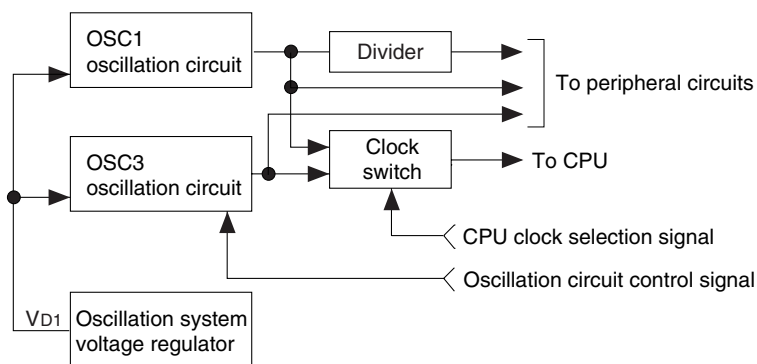 OSC1
oscillation circuit
Divider
To peripheral circuits
OSC3
oscillation circuit
Clock
switch
To CPU
CPU clock selection signal
Oscillation circuit control signal
VD1
Oscillation system
voltage regulator